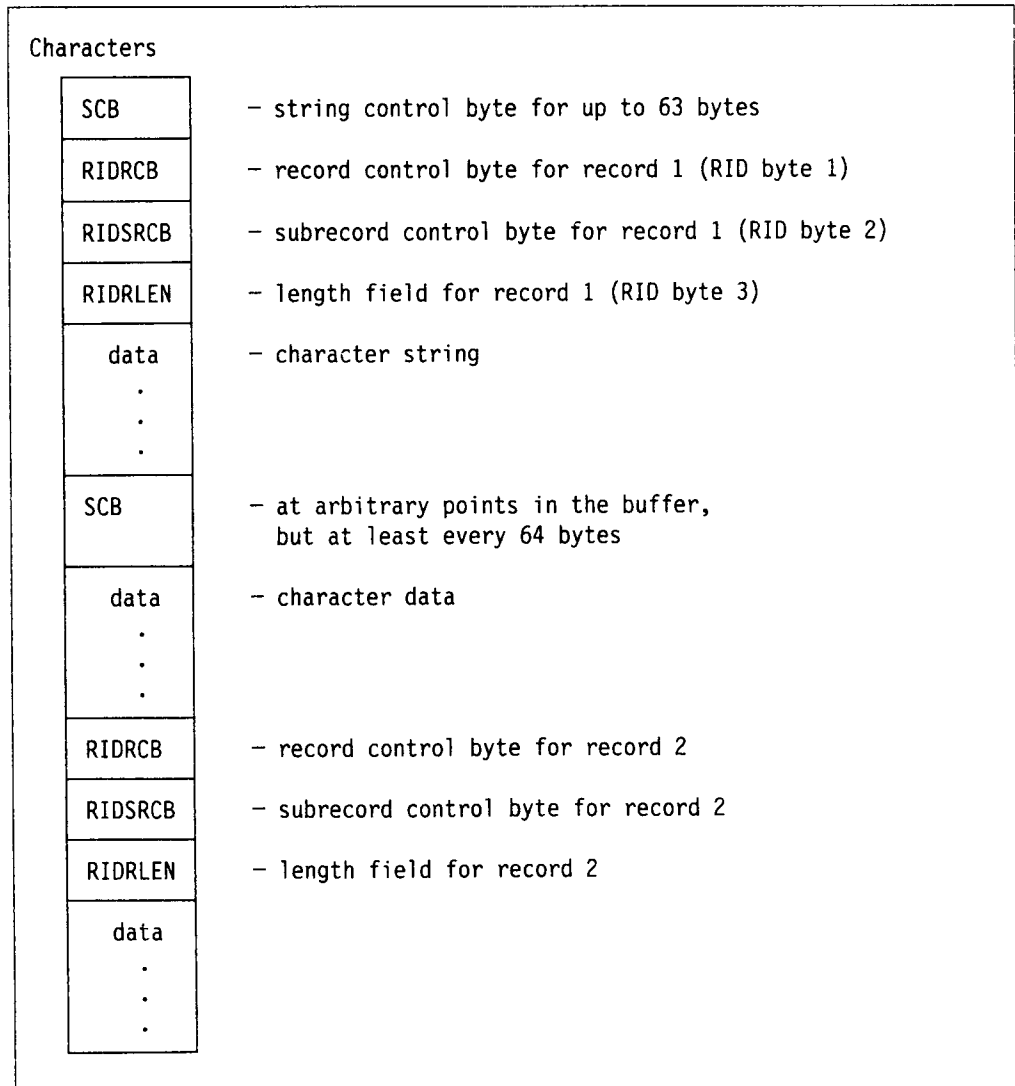 Characters
SCB – string control byte for up to 63 bytes
RIDRCB – record control byte for record 1 (RID byte 1)
RIDSRCB – subrecord control byte for record 1 (RID byte 2)
RIDRLEN – length field for record 1 (RID byte 3)
data – character string
.
.
.
SCB – at arbitrary points in the buffer,
but at least every 64 bytes
data – character data
.
.
.
RIDRCB – record control byte for record 2
RIDSRCB – subrecord control byte for record 2
RIDRLEN – length field for record 2
data
.
.
.